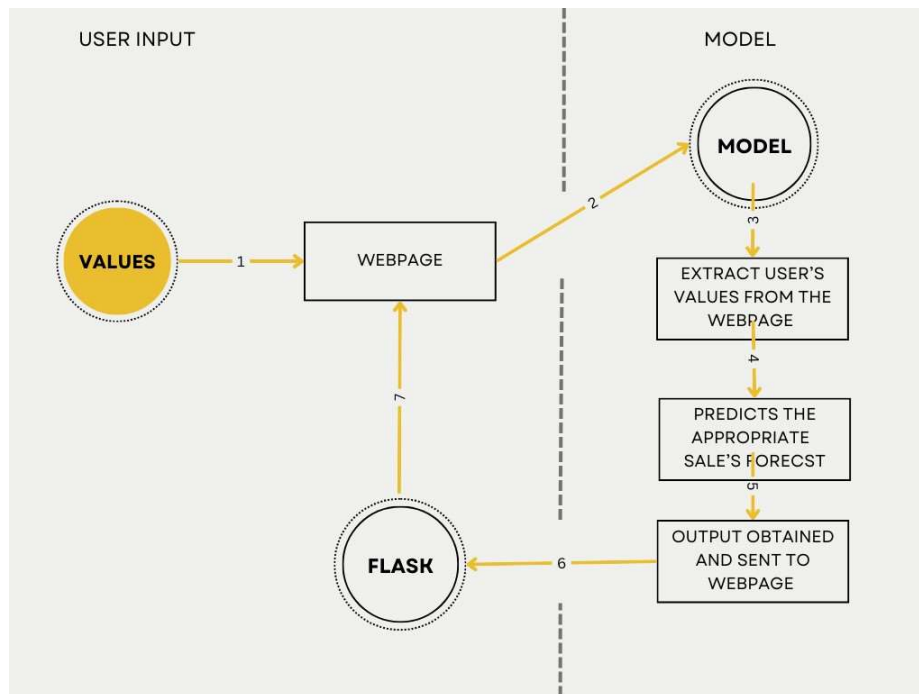 USER INPUT
MODEL
MODEL
2
3
VALUES
1
WEBPAGE
EXTRACT USER'S
VALUES FROM THE
WEBPAGE
4
7
PREDICTS THE
APPROPRIATE
SALE'S FORECST
5
OUTPUT OBTAINED
AND SENT TO
WEBPAGE
6
FLASK